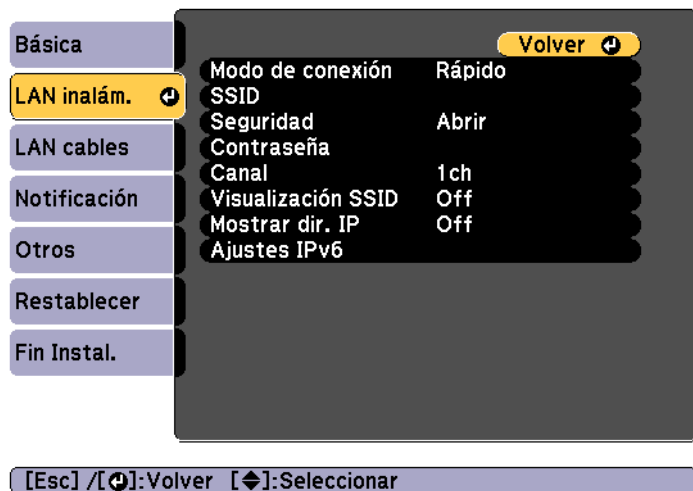 Básica
LAN inalám.
LAN cables
Notificación
Otros
Restablecer
Fin Instal.
Volver
Modo de conexión Rápido
SSID
Seguridad Abrir
Contraseña
Canal 1ch
Visualización SSID Off
Mostrar dir. IP Off
Ajustes IPv6
[Esc] /[⏎]:Volver [◆]:Seleccionar